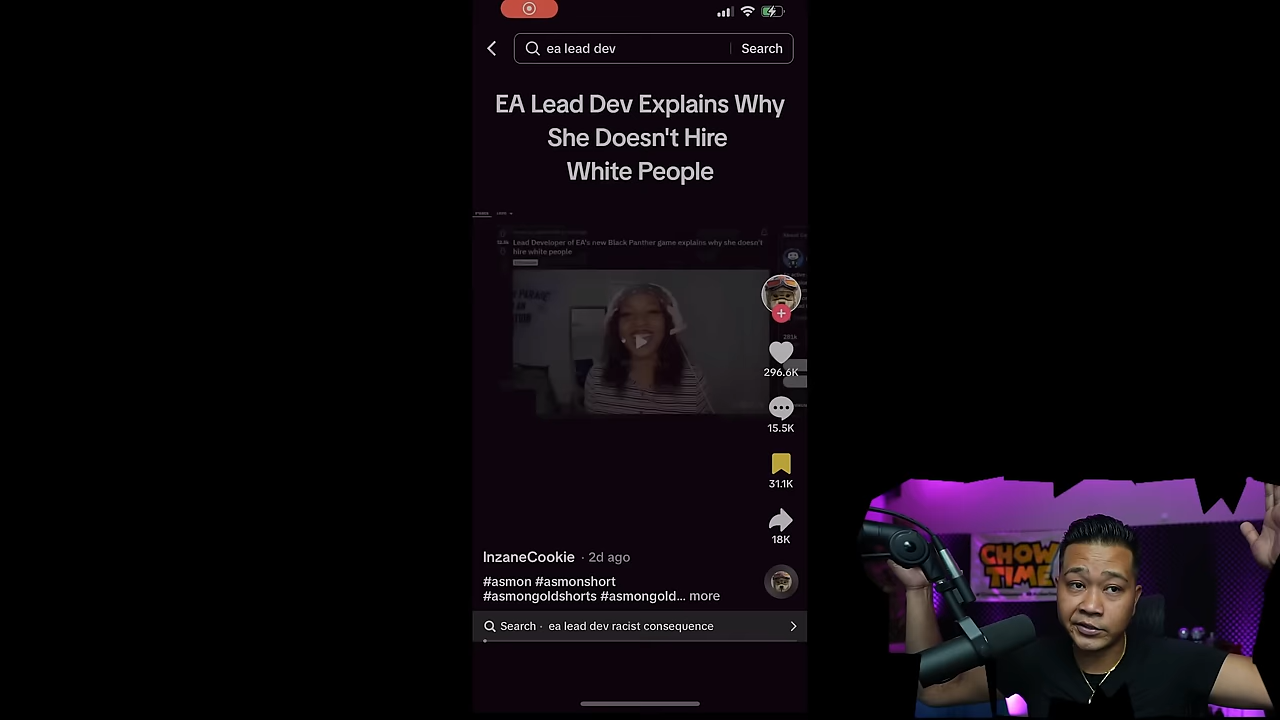 ea lead dev
Search
EA Lead Dev Explains Why
She Doesn't Hire
White People
Lead Developer of EA's new Black Panther game explains why she doesn't
hire white people
296.6K
15.5K
31.1K
18K
InzaneCookie · 2d ago
#asmon #asmonshort
#asmongoldshorts #asmongold... more
Search · ea lead dev racist consequence
CHOW
TIME